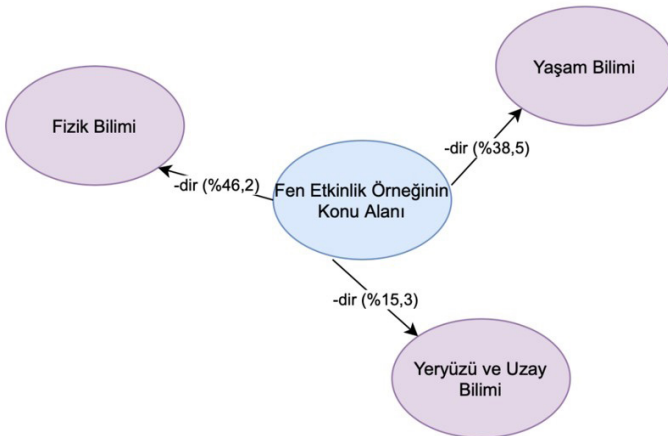 Yaşam Bilimi
Fizik Bilimi
-dir (%38,5)
-dir (%46,2)
Fen Etkinlik Örneğinin
Konu Alanı
-dir (%15,3)
Yeryüzü ve Uzay
Bilimi